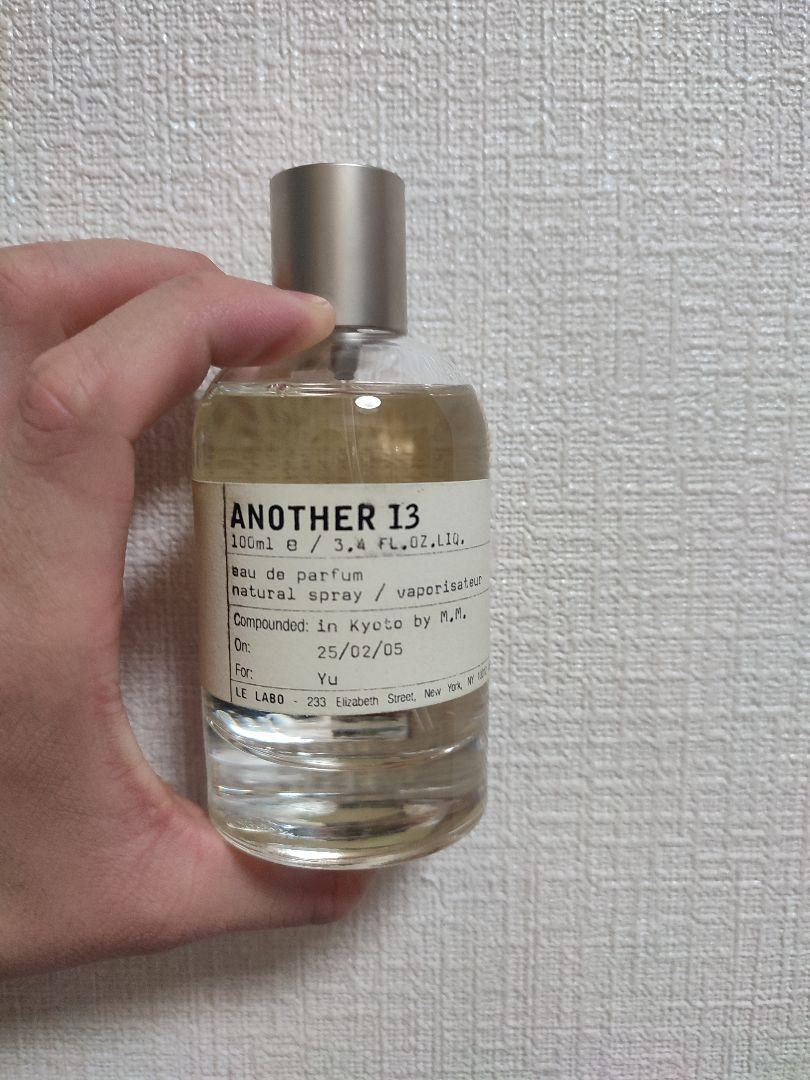 ANOTHER 13
100ml e / 3.4 FL.OZ.LIQ.
eau de parfum
natural spray / vaporisateur
Compounded: in Kyoto by M.M.
On: 25/02/05
For: Yu
LE LABO - 233 Elizabeth Street, New York, NY